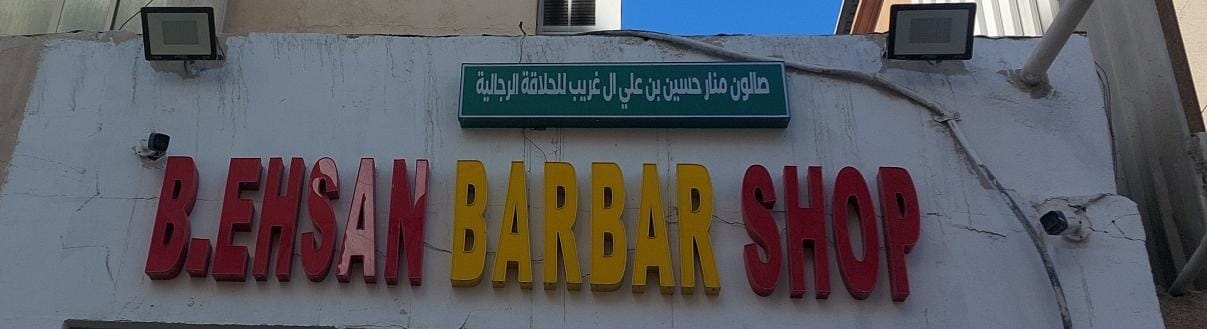 صالون منار حسين بن علي ال غريب للحلاقة الرجالية
B.EHSAN BARBAR SHOP